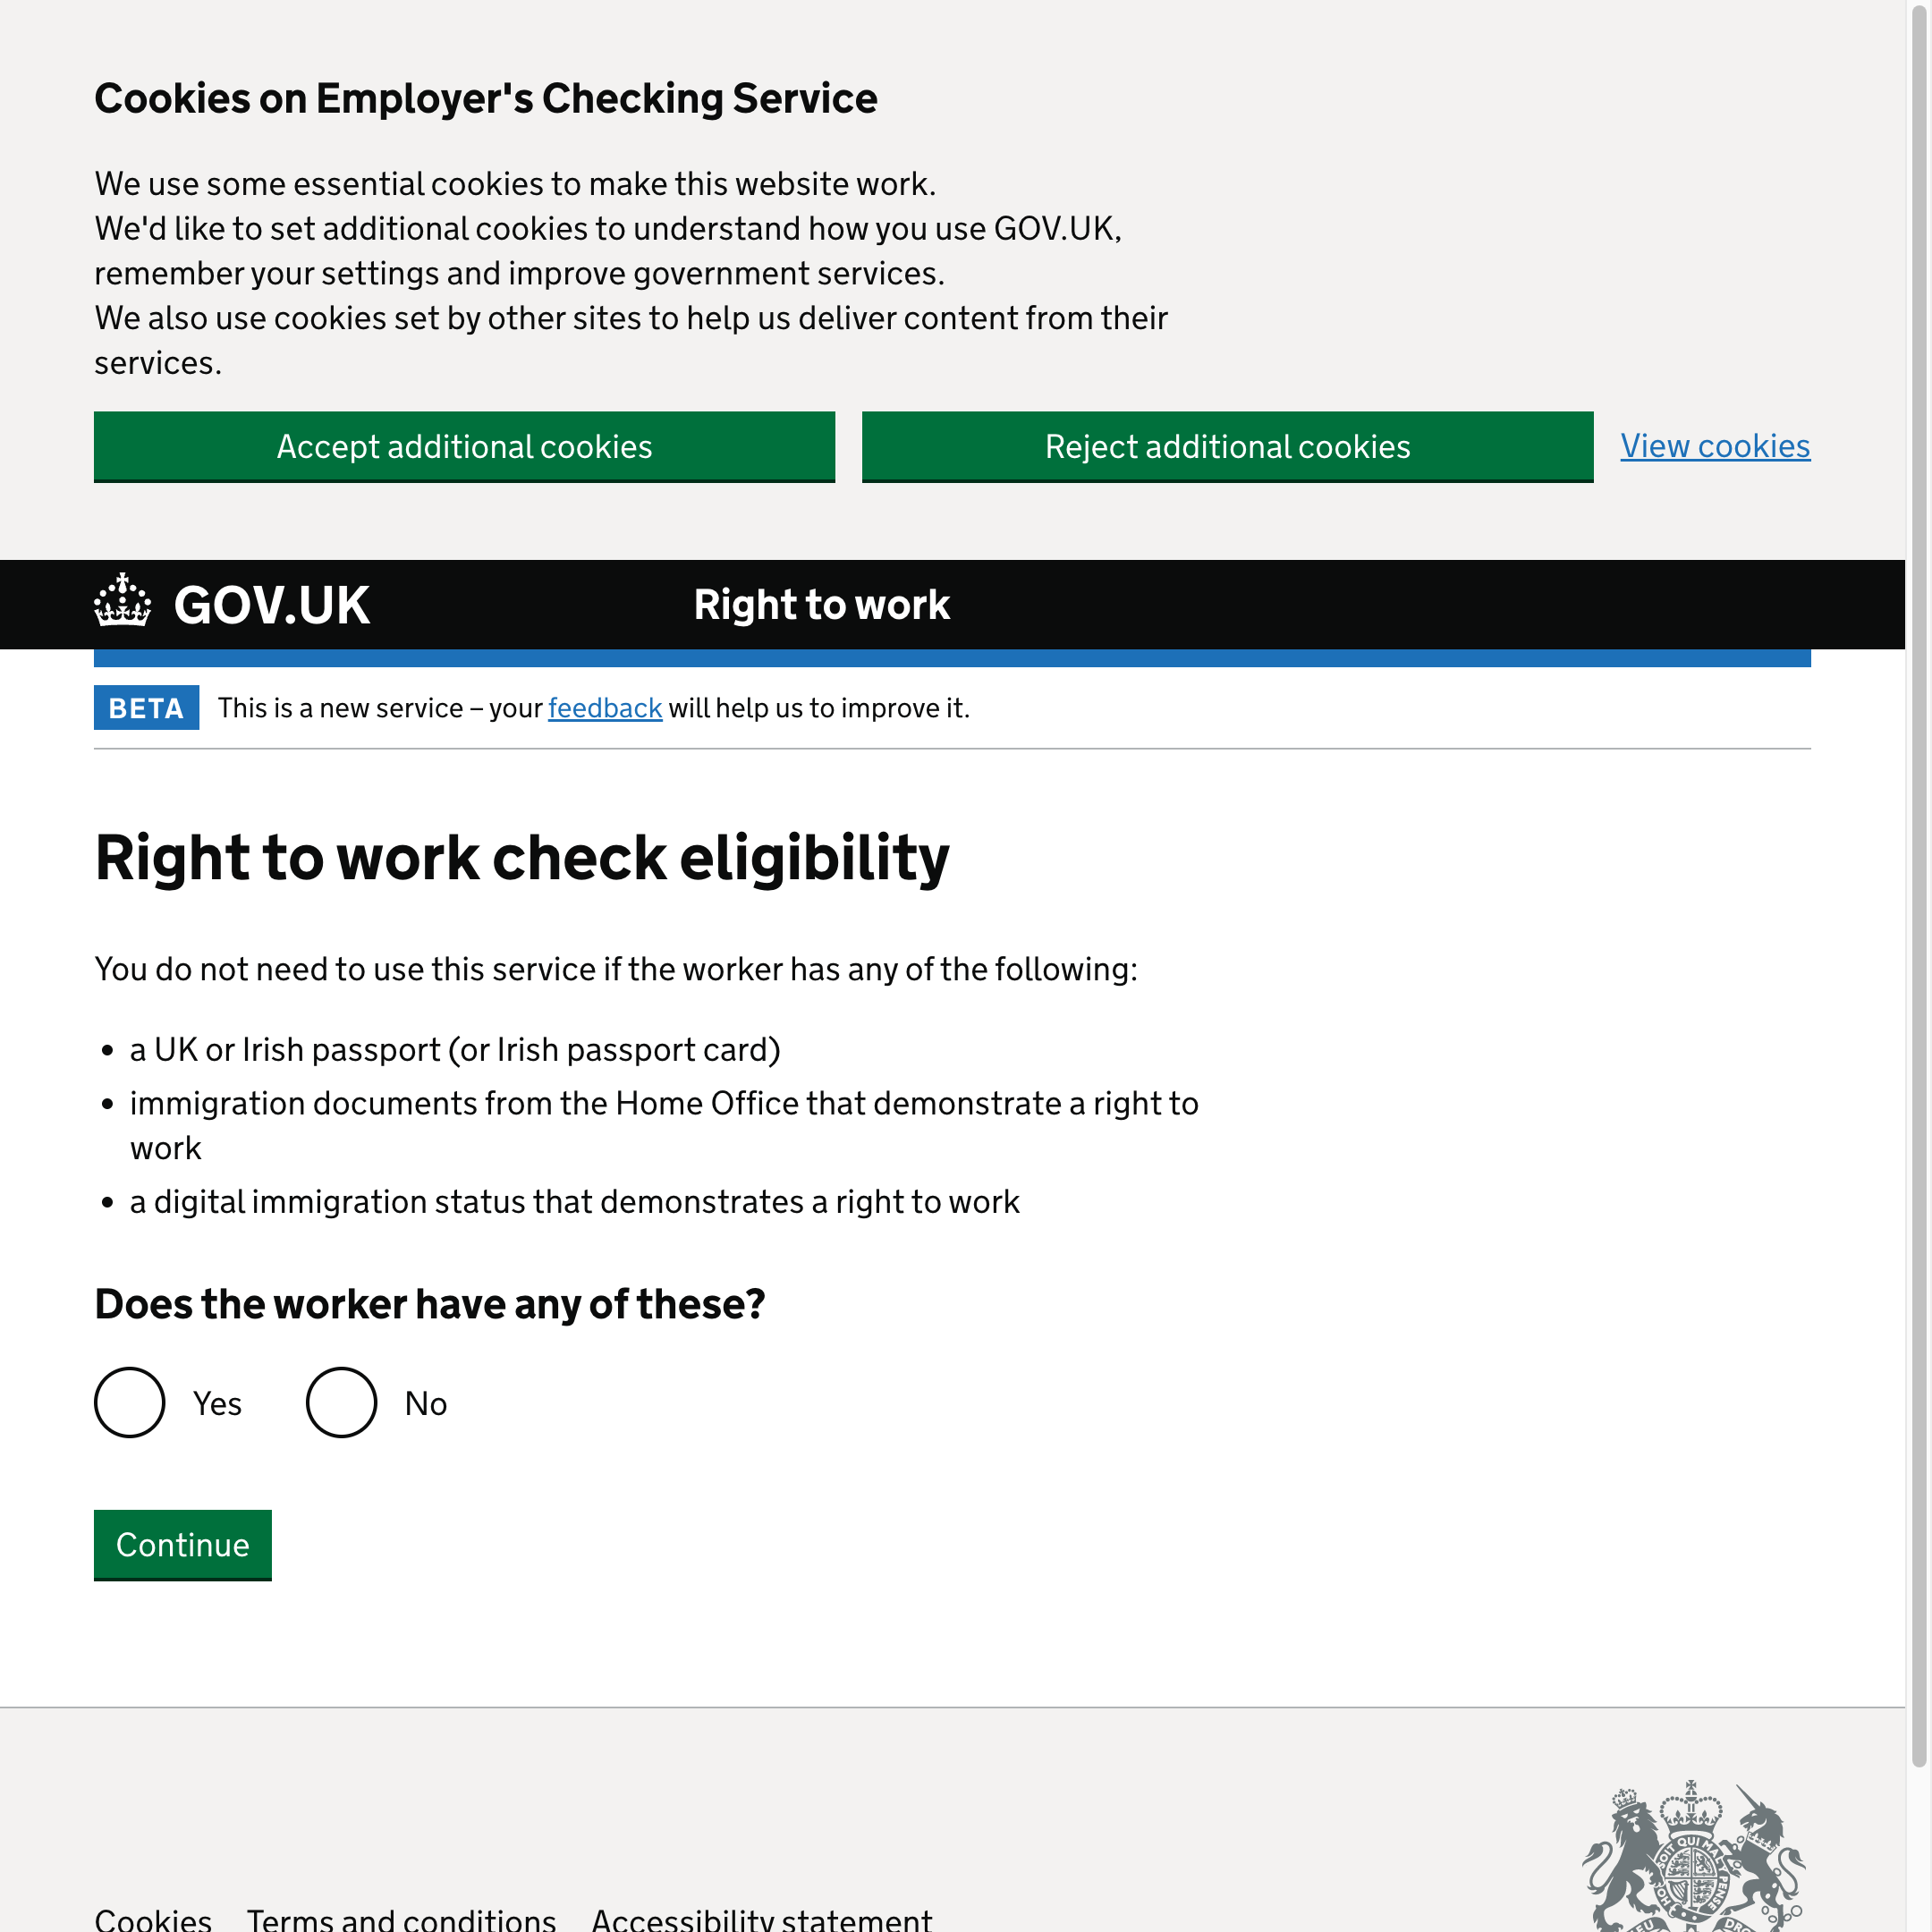 Cookies on Employer's Checking Service
We use some essential cookies to make this website work.
We'd like to set additional cookies to understand how you use GOV.UK,
remember your settings and improve government services.
We also use cookies set by other sites to help us deliver content from their
services.
Accept additional cookies
Reject additional cookies
View cookies
GOV.UK
Right to work
BETA
This is a new service – your feedback will help us to improve it.
Right to work check eligibility
You do not need to use this service if the worker has any of the following:
• a UK or Irish passport (or Irish passport card)
• immigration documents from the Home Office that demonstrate a right to
work
• a digital immigration status that demonstrates a right to work
Does the worker have any of these?
Yes
No
Continue
SOIT QUI MAL
PENSE
Cookies
Terms and conditions
Accessibility statement